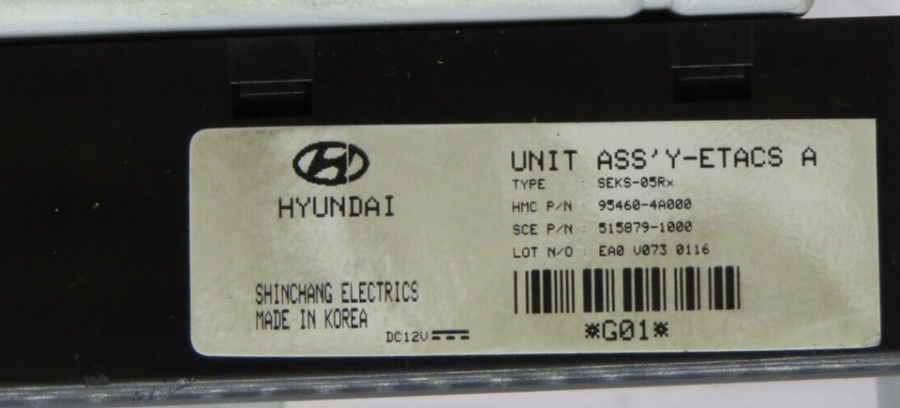 HYUNDAI
SHINCHANG ELECTRICS
MADE IN KOREA
DC12V
UNIT ASS'Y-ETACS A
TYPE : SEKS-05Rx
HMC P/N : 95460-4A000
SCE P/N : 515879-1000
LOT N/O : EA0 V073 0116
*G01*